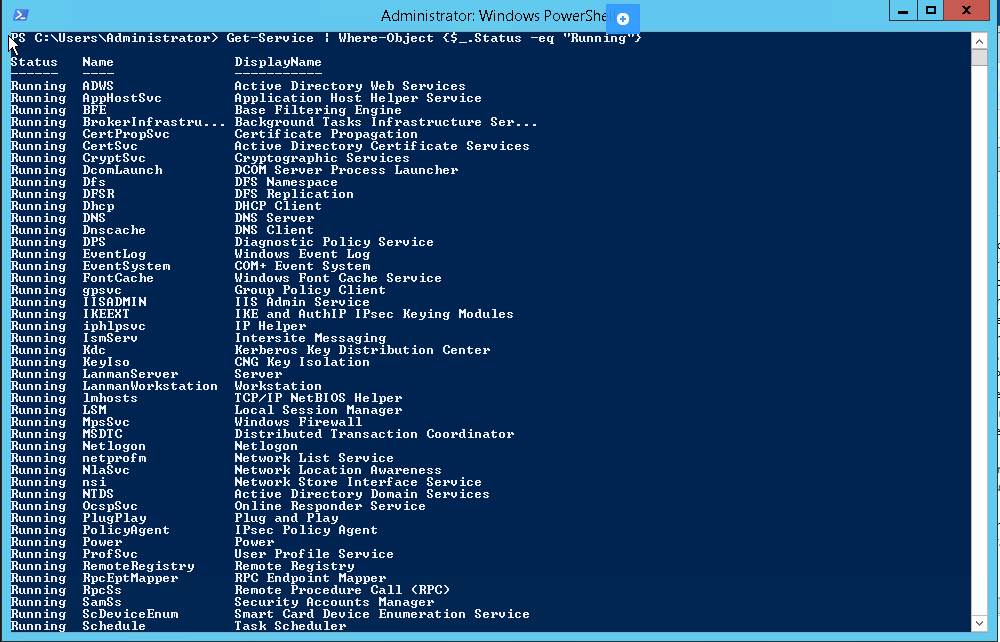 Administrator: Windows PowerShell
PS C:\Users\Administrator> Get-Service | Where-Object {$_.Status -eq "Running"}
Status   Name               DisplayName
------   ----               -----------
Running  ADWS               Active Directory Web Services
Running  AppHostSvc         Application Host Helper Service
Running  BFE                Base Filtering Engine
Running  BrokerInfrastru... Background Tasks Infrastructure Ser...
Running  CertPropSvc        Certificate Propagation
Running  CertSvc            Active Directory Certificate Services
Running  CryptSvc           Cryptographic Services
Running  DcomLaunch         DCOM Server Process Launcher
Running  Dfs                DFS Namespace
Running  DFSR               DFS Replication
Running  Dhcp               DHCP Client
Running  DNS                DNS Server
Running  Dnscache           DNS Client
Running  DPS                Diagnostic Policy Service
Running  EventLog           Windows Event Log
Running  EventSystem        COM+ Event System
Running  FontCache          Windows Font Cache Service
Running  gpsvc              Group Policy Client
Running  IISADMIN           IIS Admin Service
Running  IKEEXT             IKE and AuthIP IPsec Keying Modules
Running  iphlpsvc           IP Helper
Running  IsmServ            Intersite Messaging
Running  Kdc                Kerberos Key Distribution Center
Running  KeyIso             CNG Key Isolation
Running  LanmanServer       Server
Running  LanmanWorkstation  Workstation
Running  lmhosts            TCP/IP NetBIOS Helper
Running  LSM                Local Session Manager
Running  MpsSvc             Windows Firewall
Running  MSDTC              Distributed Transaction Coordinator
Running  Netlogon           Netlogon
Running  netprofm           Network List Service
Running  NlaSvc             Network Location Awareness
Running  nsi                Network Store Interface Service
Running  NTDS               Active Directory Domain Services
Running  OcspSvc            Online Responder Service
Running  PlugPlay           Plug and Play
Running  PolicyAgent        IPsec Policy Agent
Running  Power              Power
Running  ProfSvc            User Profile Service
Running  RemoteRegistry     Remote Registry
Running  RpcEptMapper       RPC Endpoint Mapper
Running  RpcSs              Remote Procedure Call (RPC)
Running  SamSs              Security Accounts Manager
Running  ScDeviceEnum       Smart Card Device Enumeration Service
Running  Schedule           Task Scheduler